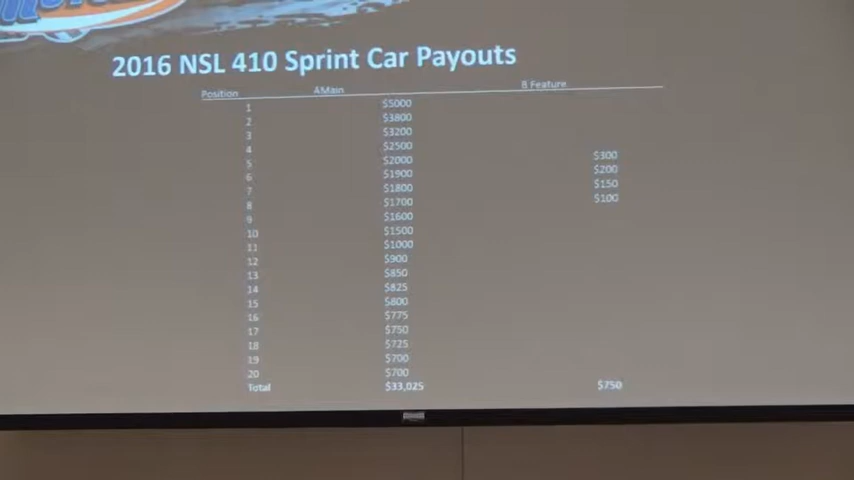 2016 NSL 410 Sprint Car Payouts
Position AMain B Feature
1 $5000
2 $3800
3 $3200
4 $2500
5 $2000 $300
6 $1900 $200
7 $1800 $150
8 $1700 $100
9 $1600
10 $1500
11 $1000
12 $900
13 $850
14 $825
15 $800
16 $775
17 $750
18 $725
19 $700
20 $700
Total $33,025 $750